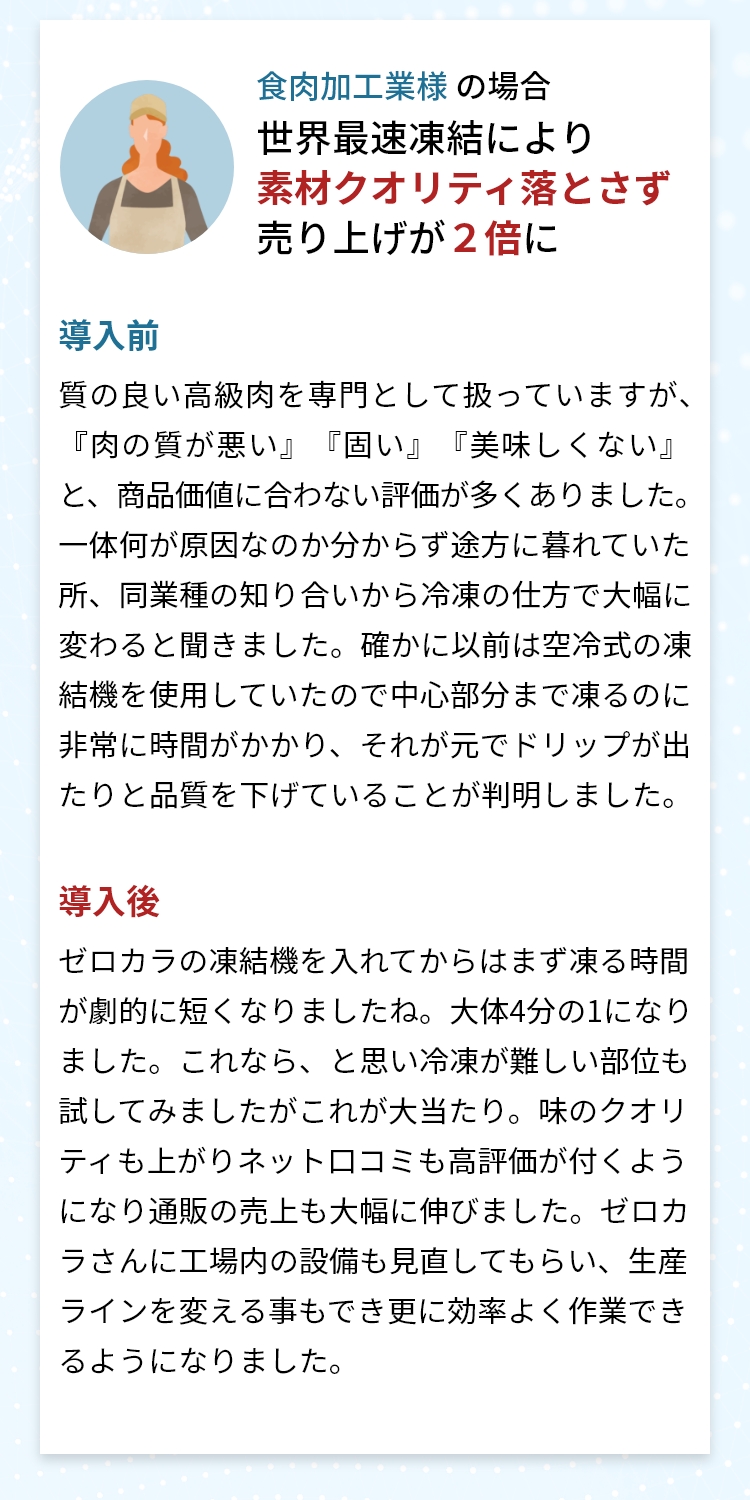 食肉加工業様 の場合
世界最速凍結により
素材クオリティ落とさず
売り上げが２倍に
導入前
質の良い高級肉を専門として扱っていますが、
『肉の質が悪い』『固い』『美味しくない』
と、商品価値に合わない評価が多くありました。
一体何が原因なのか分からず途方に暮れていた
所、同業種の知り合いから冷凍の仕方で大幅に
変わると聞きました。確かに以前は空冷式の凍
結機を使用していたので中心部分まで凍るのに
非常に時間がかかり、それが元でドリップが出
たりと品質を下げていることが判明しました。
導入後
ゼロカラの凍結機を入れてからはまず凍る時間
が劇的に短くなりましたね。大体4分の1になり
ました。これなら、と思い冷凍が難しい部位も
試してみましたがこれが大当たり。味のクオリ
ティも上がりネット口コミも高評価が付くよう
になり通販の売上も大幅に伸びました。ゼロカ
ラさんに工場内の設備も見直してもらい、生産
ラインを変える事もでき更に効率よく作業でき
るようになりました。